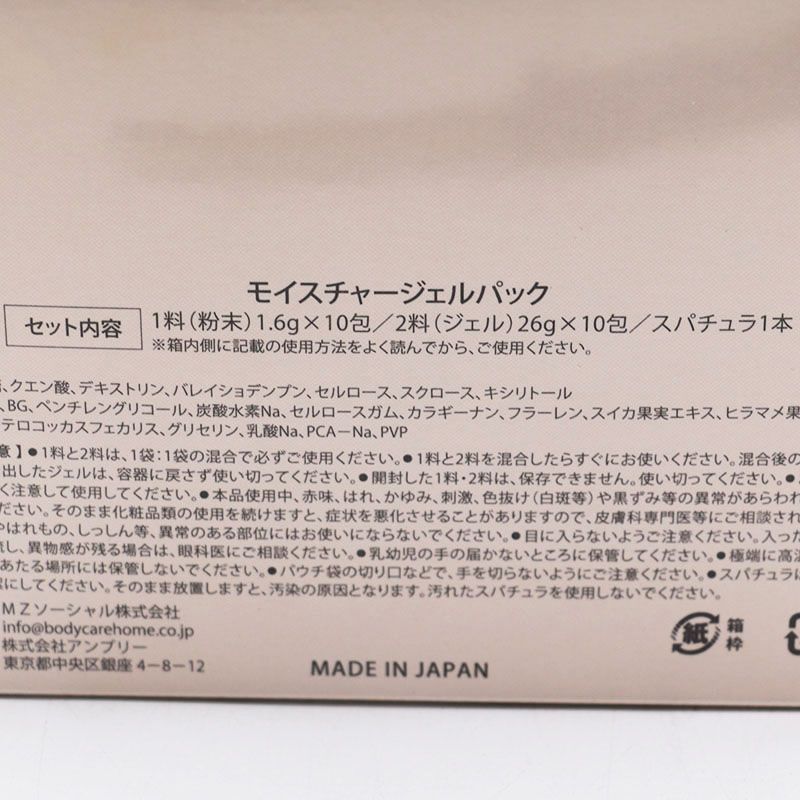 モイスチャージェルパック
セット内容 1料(粉末)1.6g×10包/2料(ジェル)26g×10包/スパチュラ1本
※箱内側に記載の使用方法をよく読んでから、ご使用ください。
、クエン酸、デキストリン、バレイショデンプン、セルロース、スクロース、キシリトール
、BG、ペンチレングリコール、炭酸水素Na、セルロースガム、カラギーナン、フラーレン、スイカ果実エキス、ヒラマメ果
テロコッカスフェカリス、グリセリン、乳酸Na、PCA-Na、PVP
意】●1料と2料は、1袋:1袋の混合で必ずご使用ください。●1料と2料を混合したらすぐにお使いください。混合後の
出したジェルは、容器に戻さず使い切ってください。●開封した1料・2料は、保存できません。使い切ってください。●
く注意して使用してください。●本品使用中、赤味、はれ、かゆみ、刺激、色抜け(白斑等)や黒ずみ等の異常があらわれ
ださい。そのまま化粧品類の使用を続けますと、症状を悪化させることがありますので、皮膚科専門医等にご相談され
やはれもの、しっしん等、異常のある部位にはお使いにならないでください。●目に入らないようご注意ください。入った
流し、異物感が残る場合は、眼科医にご相談ください。●乳幼児の手の届かないところに保管してください。●極端に高温
あたる場所には保管しないでください。●パウチ袋の切り口などで、手を切らないようにご注意ください。●スパチュラに
にしてください。そのまま放置しますと、汚染の原因となります。汚れたスパチュラを使用しないでください。
MZソーシャル株式会社
info@bodycarehome.co.jp
株式会社アンプリー
東京都中央区銀座4-8-12
MADE IN JAPAN
紙 箱
枠